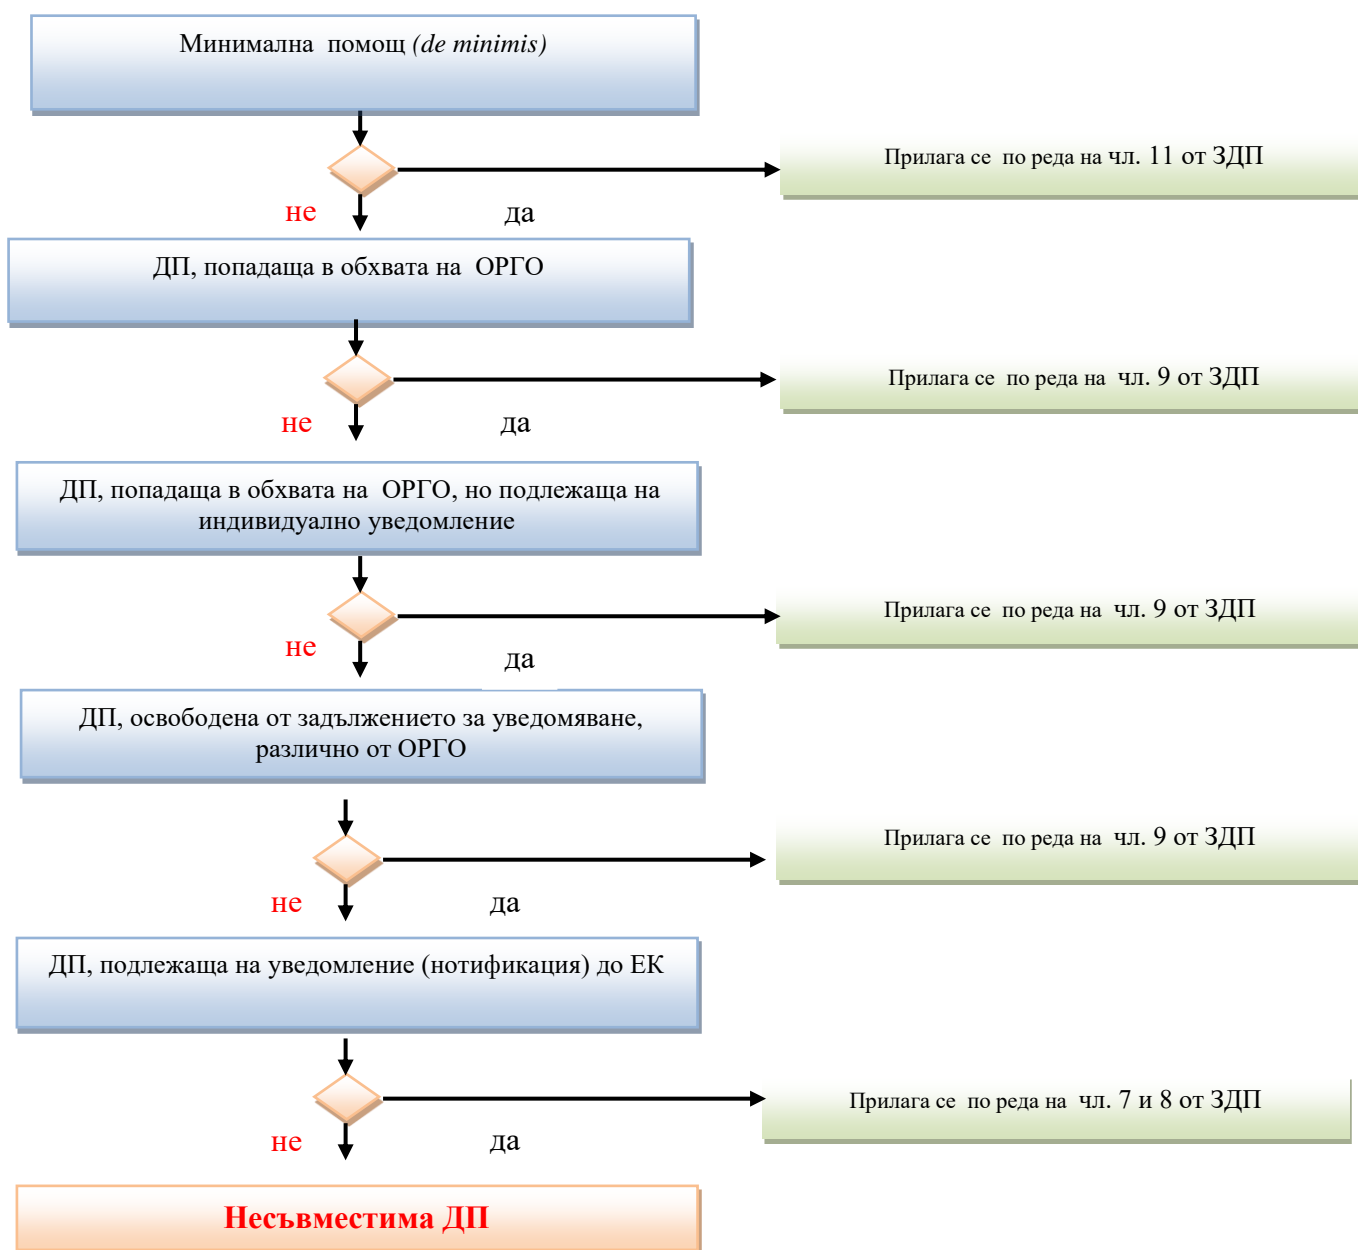 Минимална помощ (de minimis)
Прилага се по реда на чл. 11 от ЗДП
не
да
ДП, попадаща в обхвата на ОРГО
Прилага се по реда на чл. 9 от ЗДП
не
да
ДП, попадаща в обхвата на ОРГО, но подлежаща на
индивидуално уведомление
Прилага се по реда на чл. 9 от ЗДП
не
да
ДП, освободена от задължението за уведомяване,
различно от ОРГО
Прилага се по реда на чл. 9 от ЗДП
не
да
ДП, подлежаща на уведомление (нотификация) до ЕК
Прилага се по реда на чл. 7 и 8 от ЗДП
не
да
Несъвместима ДП